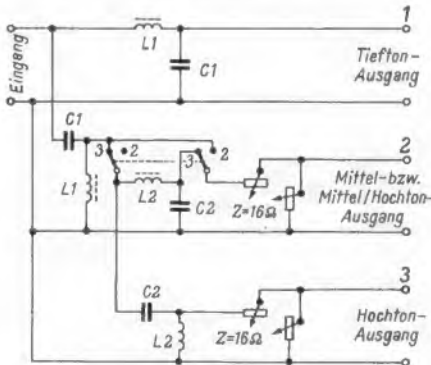 1
L1
Eingang
C1
Tiefton-
Ausgang
C1
3 2
3 2
2
L1
L2
C2
Z=16Ω
Mittel-bzw.
Mittel/Hochton-
Ausgang
3
C2
L2
Z=16Ω
Hochton-
Ausgang